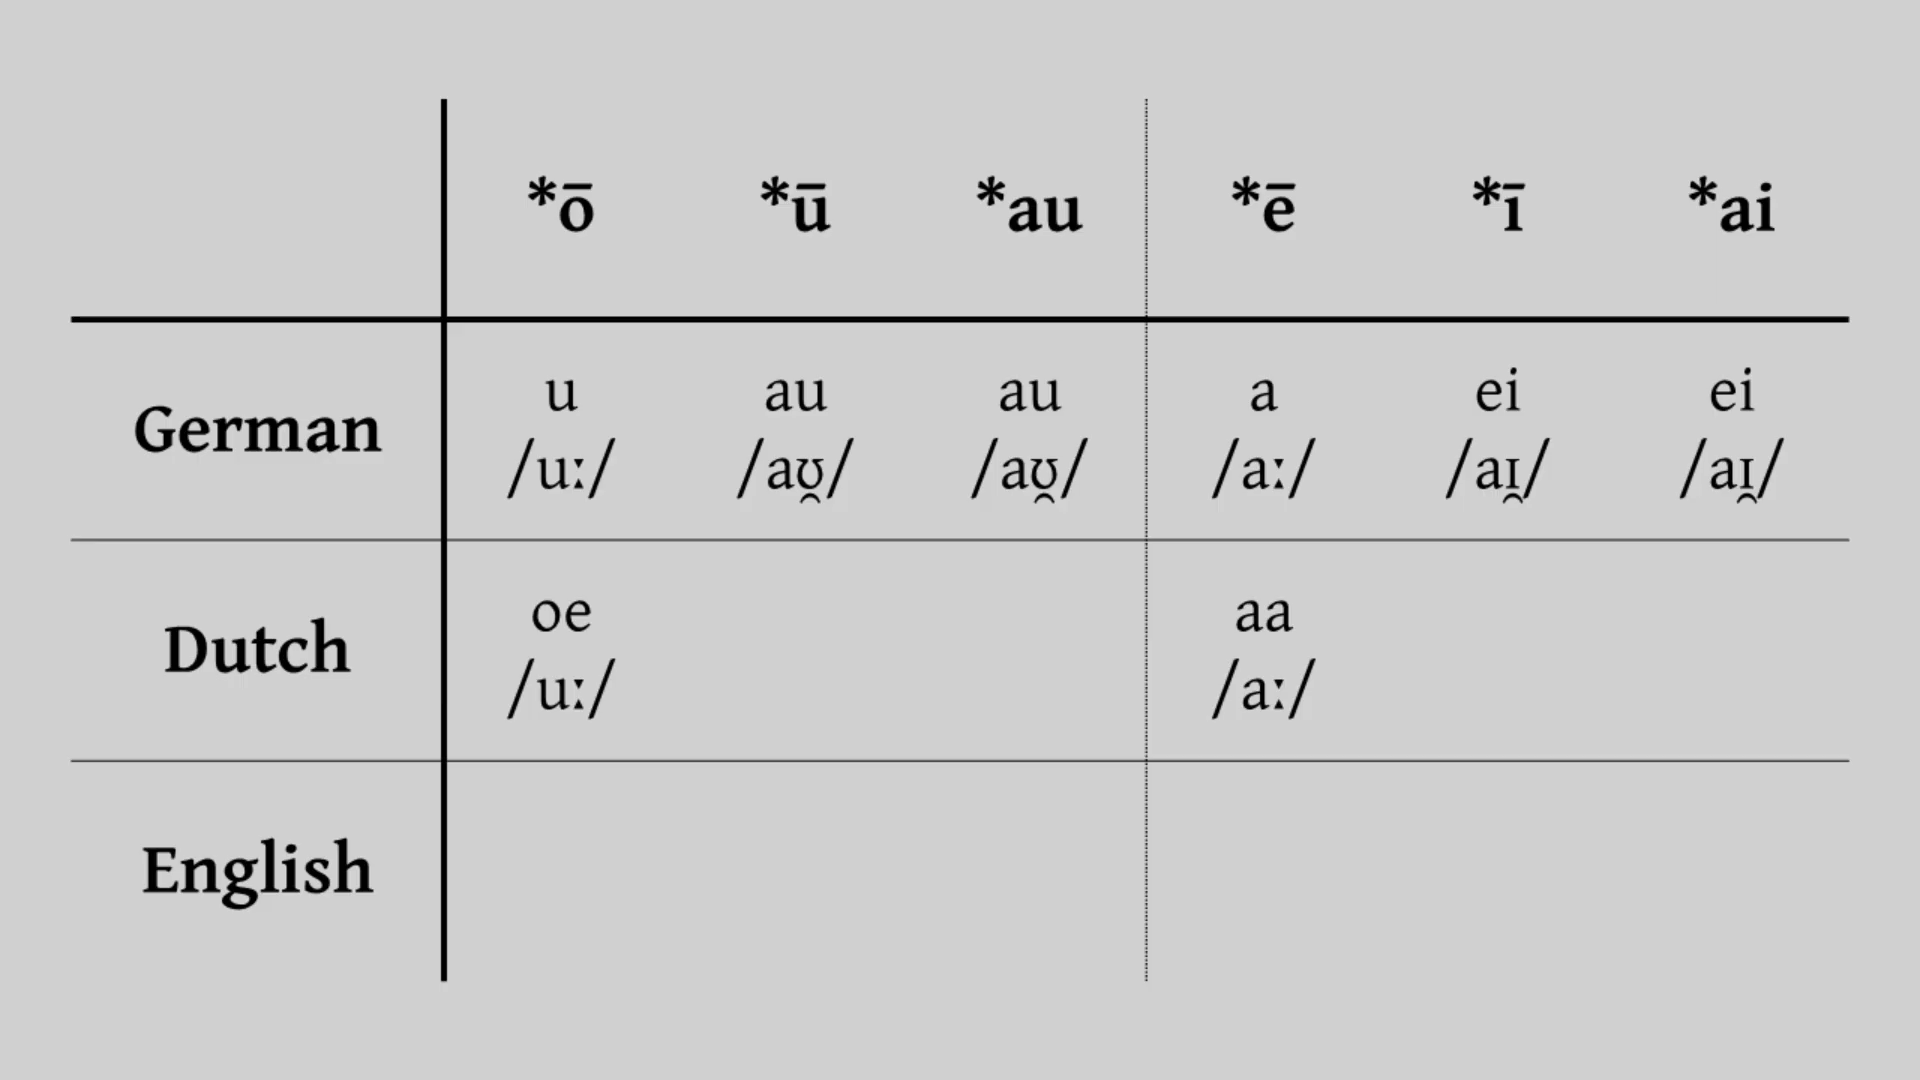 *ō *ū *au *ē *ī *ai
German
u au au a ei ei
/uː/ /aʊ̯/ /aʊ̯/ /aː/ /aɪ̯/ /aɪ̯/
Dutch
oe aa
/uː/ /aː/
English